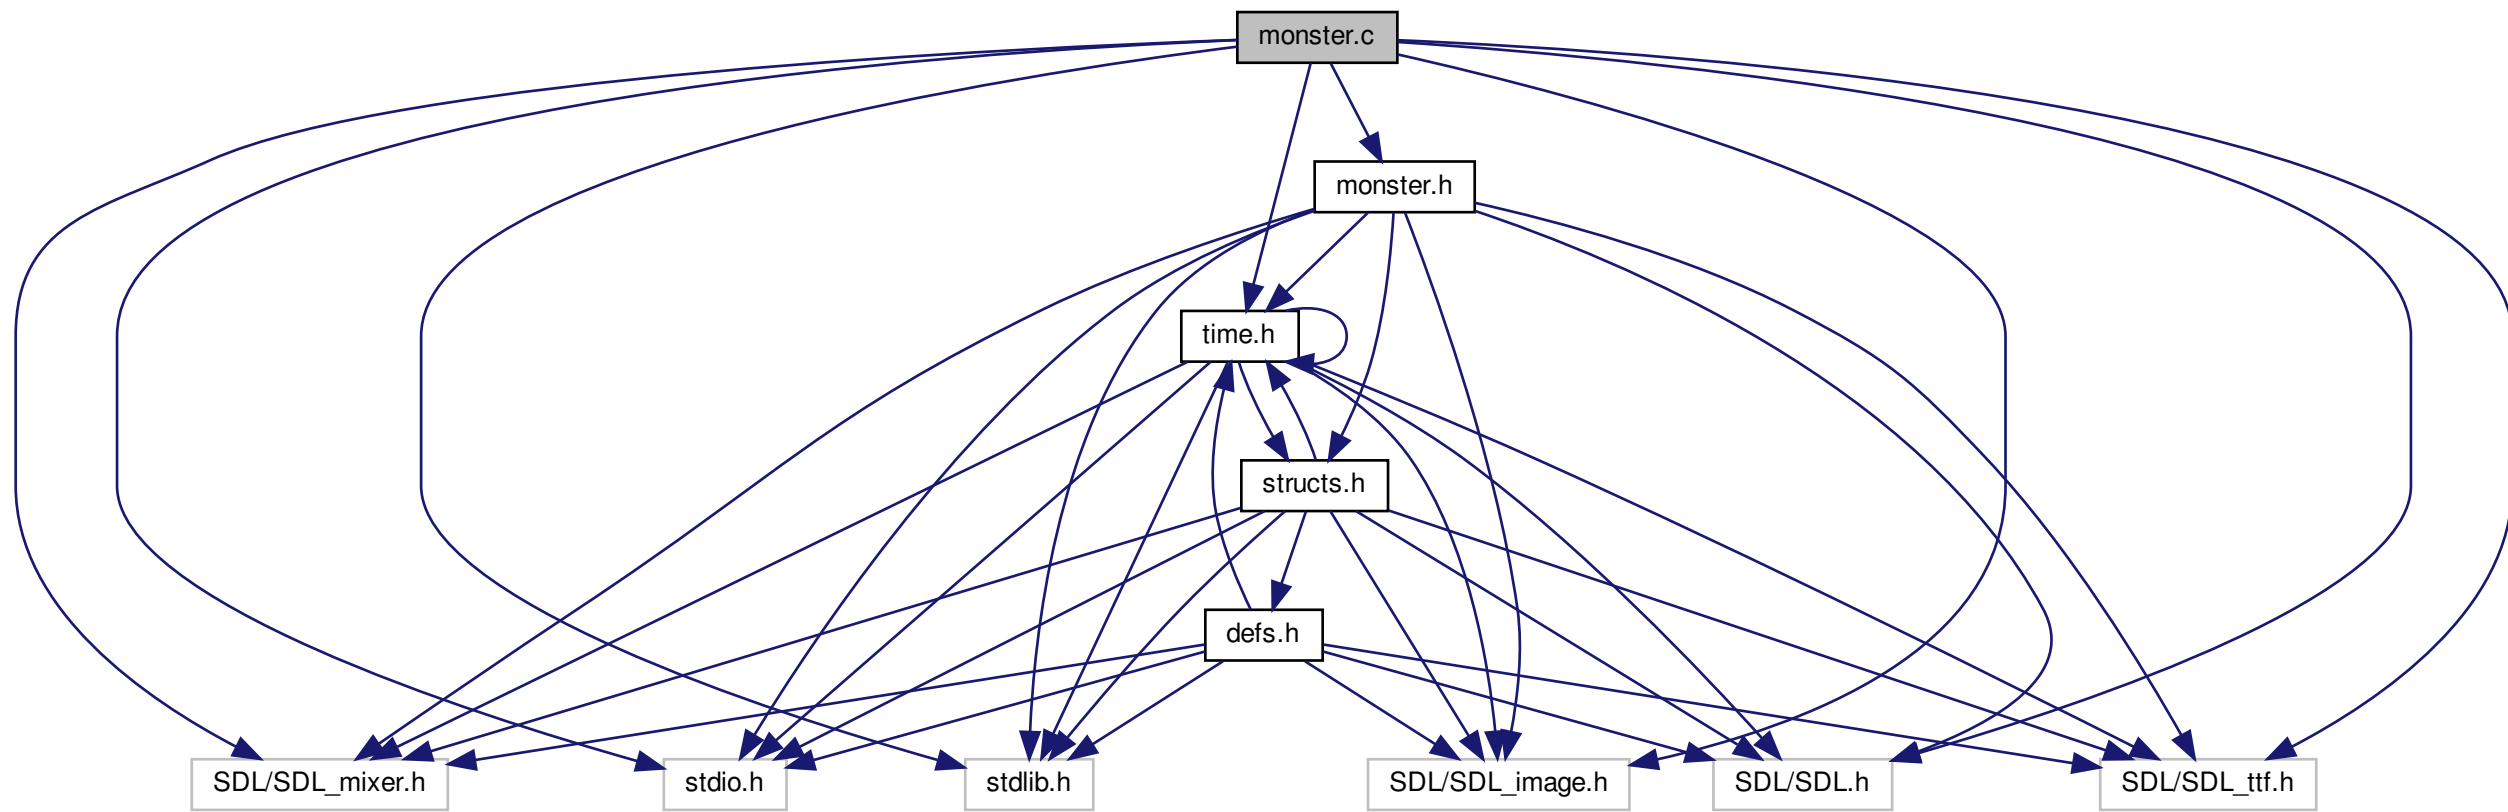 monster.c
monster.h
time.h
structs.h
defs.h
SDL/SDL_mixer.h
stdio.h
stdlib.h
SDL/SDL_image.h
SDL/SDL.h
SDL/SDL_ttf.h